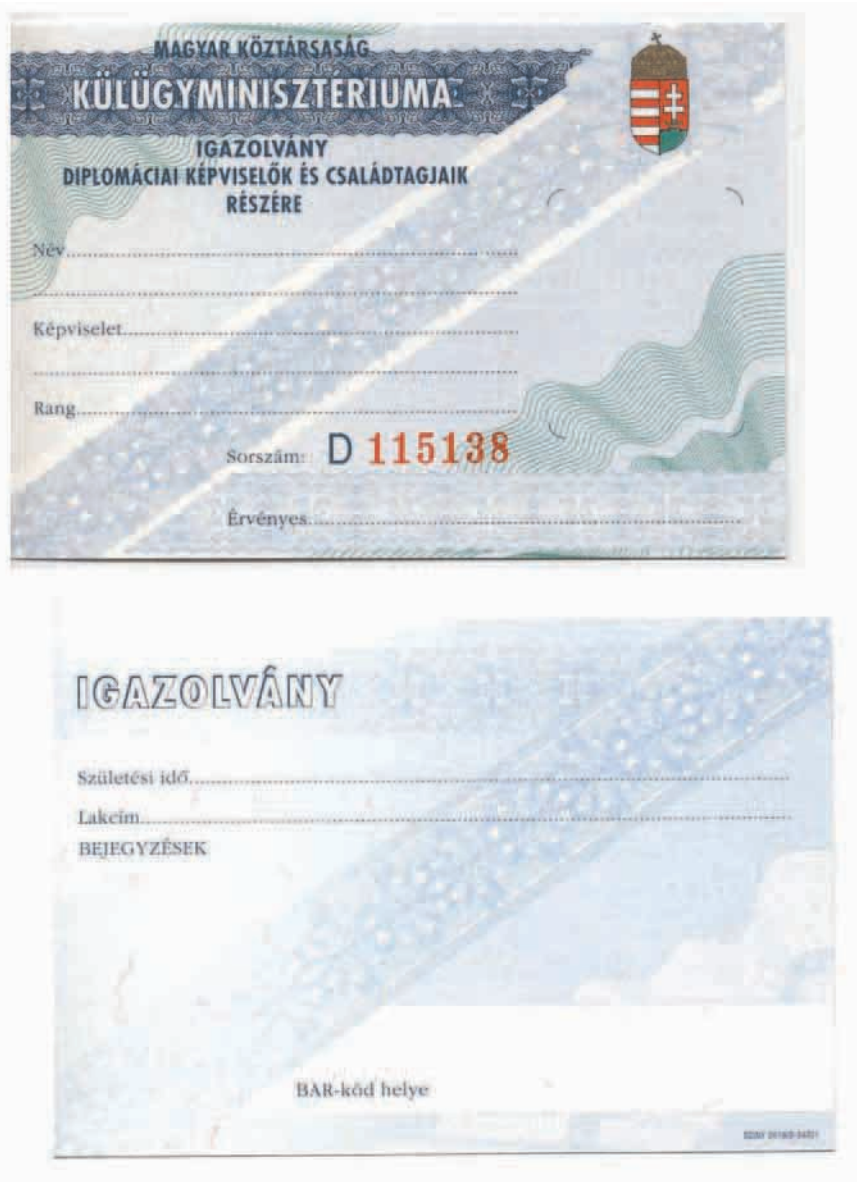 MAGYAR KÖZTÁRSASÁG
KÜLÜGYMINISZTÉRIUMA
IGAZOLVÁNY
DIPLOMÁCIAI KÉPVISELŐK ÉS CSALÁDTAGJAIK
RÉSZÉRE
Név
Képviselet
Rang
Sorszám: D 115138
Érvényes:
IGAZOLVÁNY
Születési idő
Lakcím
BEJEGYZÉSEK
BAR-kód helye